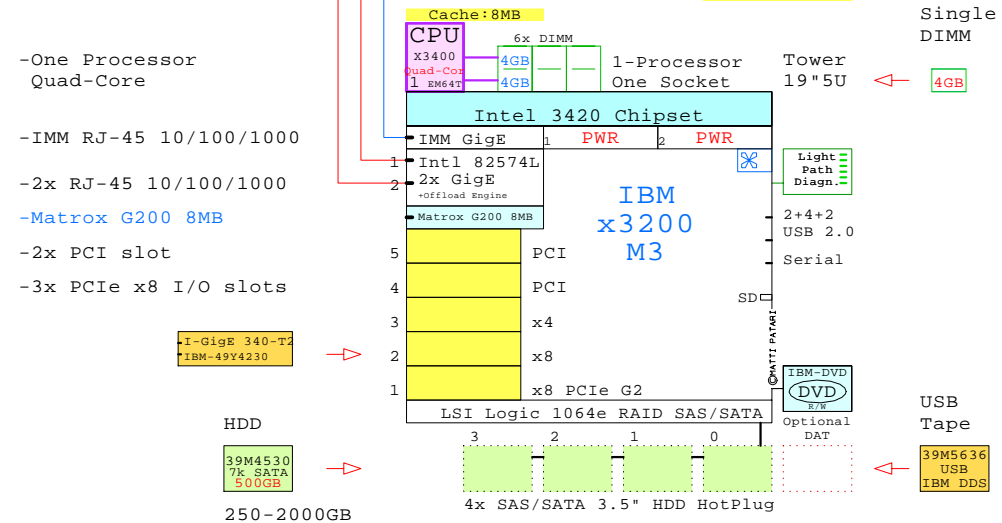 Cache:8MB
Single
DIMM
CPU
X3400
Quad-Cor
1 EM64T
6x DIMM
4GB
4GB
1-Processor
One Socket
Tower
19"5U
4GB
-One Processor
Quad-Core
Intel 3420 Chipset
-IMM RJ-45 10/100/1000
IMM GigE
1 PWR
2 PWR
1 Intl 82574L
2 2x GigE
+Offload Engine
Light
Path
Diagn.
-2x RJ-45 10/100/1000
-Matrox G200 8MB
Matrox G200 8MB
IBM
x3200
M3
2+4+2
USB 2.0
Serial
-2x PCI slot
5 PCI
-3x PCIe x8 I/O slots
4 PCI
SD
3 x4
I-GigE 340-T2
IBM-49Y4230
2 x8
©MATTI PATARI
1 x8 PCIe G2
IBM-DVD
DVD
R/W
Optional
DAT
LSI Logic 1064e RAID SAS/SATA
HDD
3 2 1 0
USB
Tape
39M4530
7k SATA
500GB
39M5636
USB
IBM DDS
250-2000GB
4x SAS/SATA 3.5" HDD HotPlug